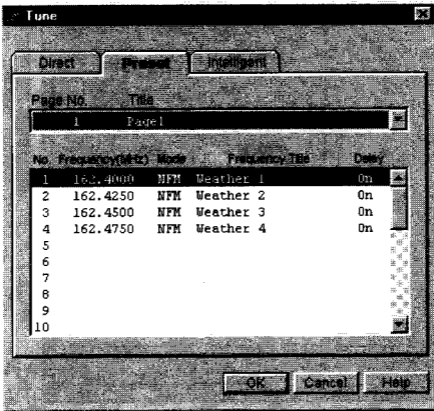 Tune
Direct Preset Intelligent
Page No. Title
1 Page1
No. Frequency(MHz) Mode Frequency Title Delay
1 162.4000 NFM Weather 1 On
2 162.4250 NFM Weather 2 On
3 162.4500 NFM Weather 3 On
4 162.4750 NFM Weather 4 On
5
6
7
8
9
10
OK Cancel Help